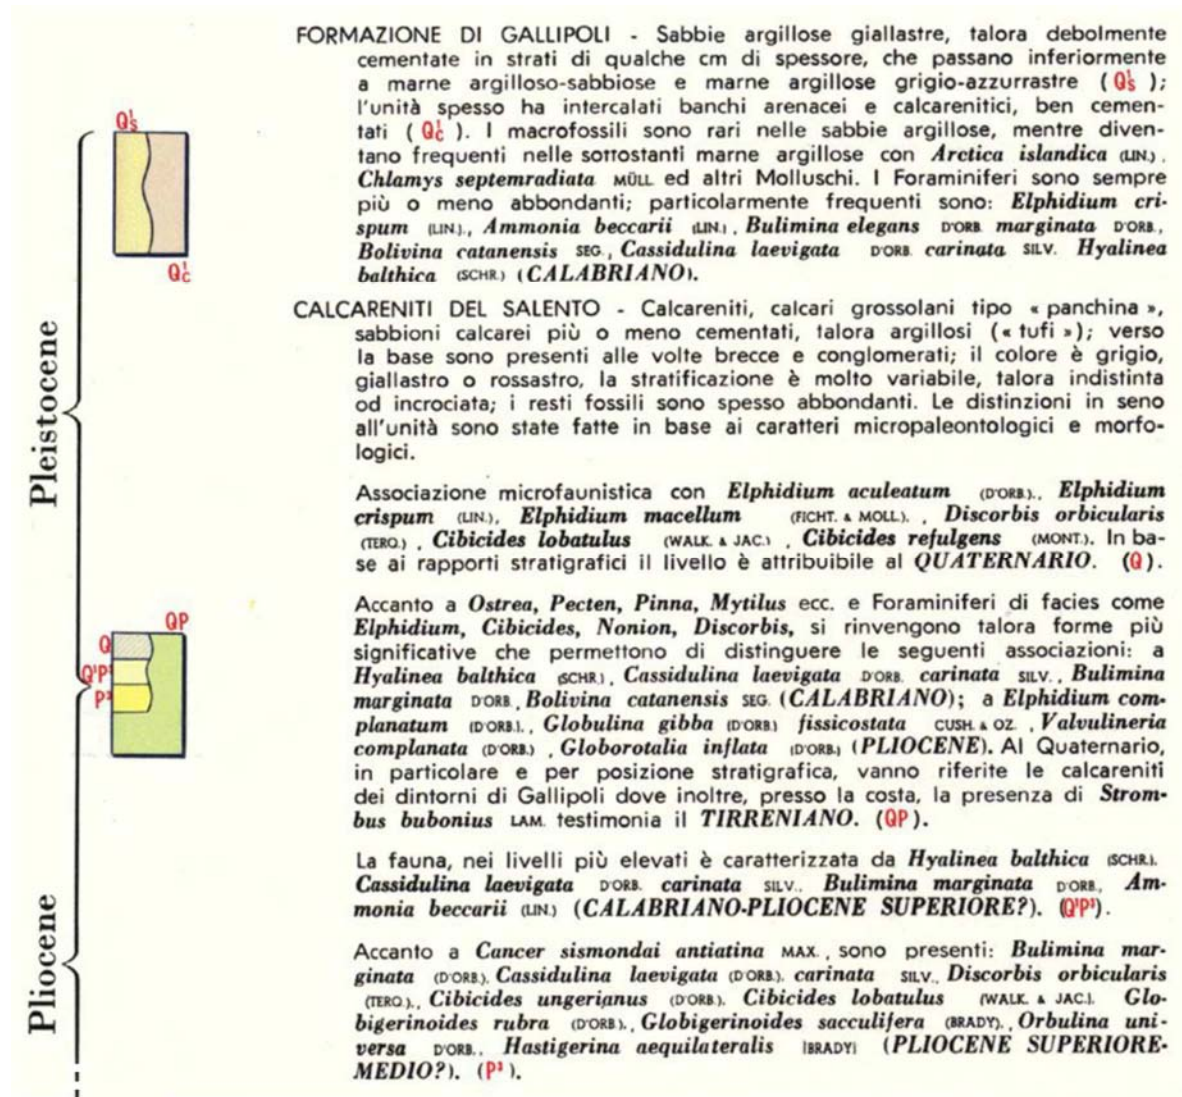 FORMAZIONE DI GALLIPOLI - Sabbie argillose giallastre, talora debolmente
cementate in strati di qualche cm di spessore, che passano inferiormente
a marne argilloso-sabbiose e marne argillose grigio-azzurrastre ( Q¹s );
l'unità spesso ha intercalati banchi arenacei e calcarenitici, ben cemen-
tati ( Q¹c ). I macrofossili sono rari nelle sabbie argillose, mentre diven-
tano frequenti nelle sottostanti marne argillose con Arctica islandica (LIN.),
Chlamys septemradiata MÜLL ed altri Molluschi. I Foraminiferi sono sempre
più o meno abbondanti; particolarmente frequenti sono: Elphidium cri-
spum (LIN.), Ammonia beccarii (LIN.), Bulimina elegans D'ORB. marginata D'ORB.,
Bolivina catanensis SEG., Cassidulina laevigata D'ORB. carinata SILV. Hyalinea
balthica (SCHR.) (CALABRIANO).
Q¹s
Q¹c
CALCARENITI DEL SALENTO - Calcareniti, calcari grossolani tipo « panchina »,
sabbioni calcarei più o meno cementati, talora argillosi (« tufi »); verso
la base sono presenti alle volte brecce e conglomerati; il colore è grigio,
giallastro o rossastro, la stratificazione è molto variabile, talora indistinta
od incrociata; i resti fossili sono spesso abbondanti. Le distinzioni in seno
all'unità sono state fatte in base ai caratteri micropaleontologici e morfo-
logici.
Pleistocene
Associazione microfaunistica con Elphidium aculeatum (D'ORB.)., Elphidium
crispum (LIN.), Elphidium macellum (FICHT. & MOLL). , Discorbis orbicularis
(TERQ.) , Cibicides lobatulus (WALK. & JAC.) , Cibicides refulgens (MONT.). In ba-
se ai rapporti stratigrafici il livello è attribuibile al QUATERNARIO. (Q).
Accanto a Ostrea, Pecten, Pinna, Mytilus ecc. e Foraminiferi di facies come
Elphidium, Cibicides, Nonion, Discorbis, si rinvengono talora forme più
significative che permettono di distinguere le seguenti associazioni: a
Hyalinea balthica (SCHR.), Cassidulina laevigata D'ORB. carinata SILV., Bulimina
marginata D'ORB., Bolivina catanensis SEG. (CALABRIANO); a Elphidium com-
planatum (D'ORB.)., Globulina gibba (D'ORB.) fissicostata CUSH. & OZ. , Valvulineria
complanata (D'ORB.) , Globorotalia inflata (D'ORB.) (PLIOCENE). Al Quaternario,
in particolare e per posizione stratigrafica, vanno riferite le calcareniti
dei dintorni di Gallipoli dove inoltre, presso la costa, la presenza di Strom-
bus bubonius LAM. testimonia il TIRRENIANO. (QP).
QP
Q
Q¹P³
P³
La fauna, nei livelli più elevati è caratterizzata da Hyalinea balthica (SCHR.).
Cassidulina laevigata D'ORB. carinata SILV., Bulimina marginata D'ORB., Am-
monia beccarii (LIN.) (CALABRIANO-PLIOCENE SUPERIORE?). (Q¹P³).
Pliocene
Accanto a Cancer sismondai antiatina MAX. , sono presenti: Bulimina mar-
ginata (D'ORB.). Cassidulina laevigata (D'ORB.). carinata SILV., Discorbis orbicularis
(TERQ.)., Cibicides ungerianus (D'ORB.). Cibicides lobatulus (WALK. & JAC.). Glo-
bigerinoides rubra (D'ORB.)., Globigerinoides sacculifera (BRADY). , Orbulina uni-
versa D'ORB.. Hastigerina aequilateralis (BRADY) (PLIOCENE SUPERIORE-
MEDIO?). (P³).